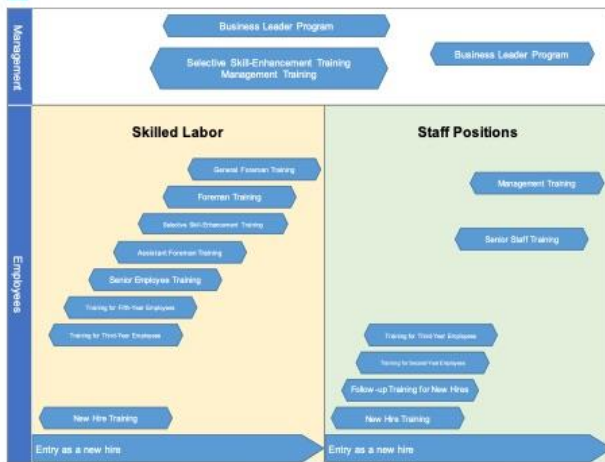 Management
Business Leader Program
Selective Skill-Enhancement Training
Management Training
Business Leader Program
Employees
Skilled Labor
General Foreman Training
Foremen Training
Selective Skill-Enhancement Training
Assistant Foreman Training
Senior Employee Training
Training for Fifth-Year Employees
Training for Third-Year Employees
New Hire Training
Entry as a new hire
Staff Positions
Management Training
Senior Staff Training
Training for Third-Year Employees
Training for Second-Year Employees
Follow-up Training for New Hires
New Hire Training
Entry as a new hire